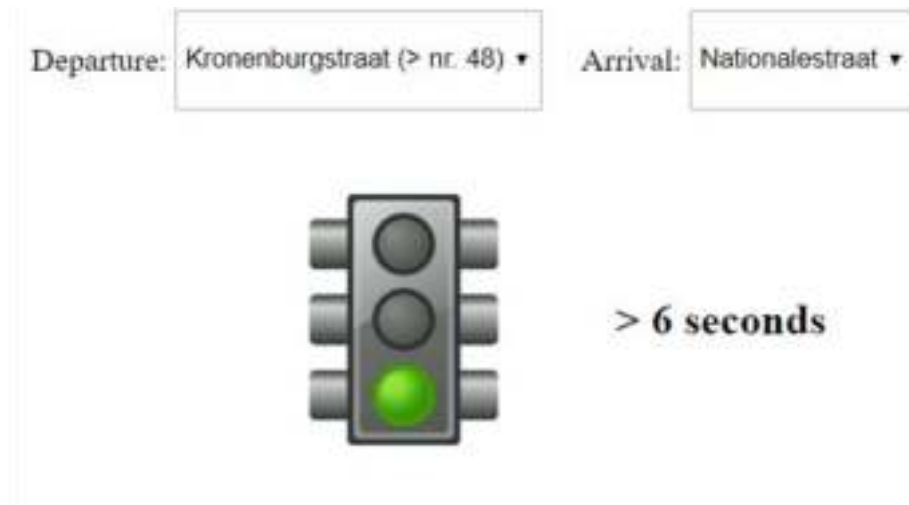 Departure: Kronenburgstraat (> nr. 48) ▾ Arrival: Nationalestraat ▾
> 6 seconds